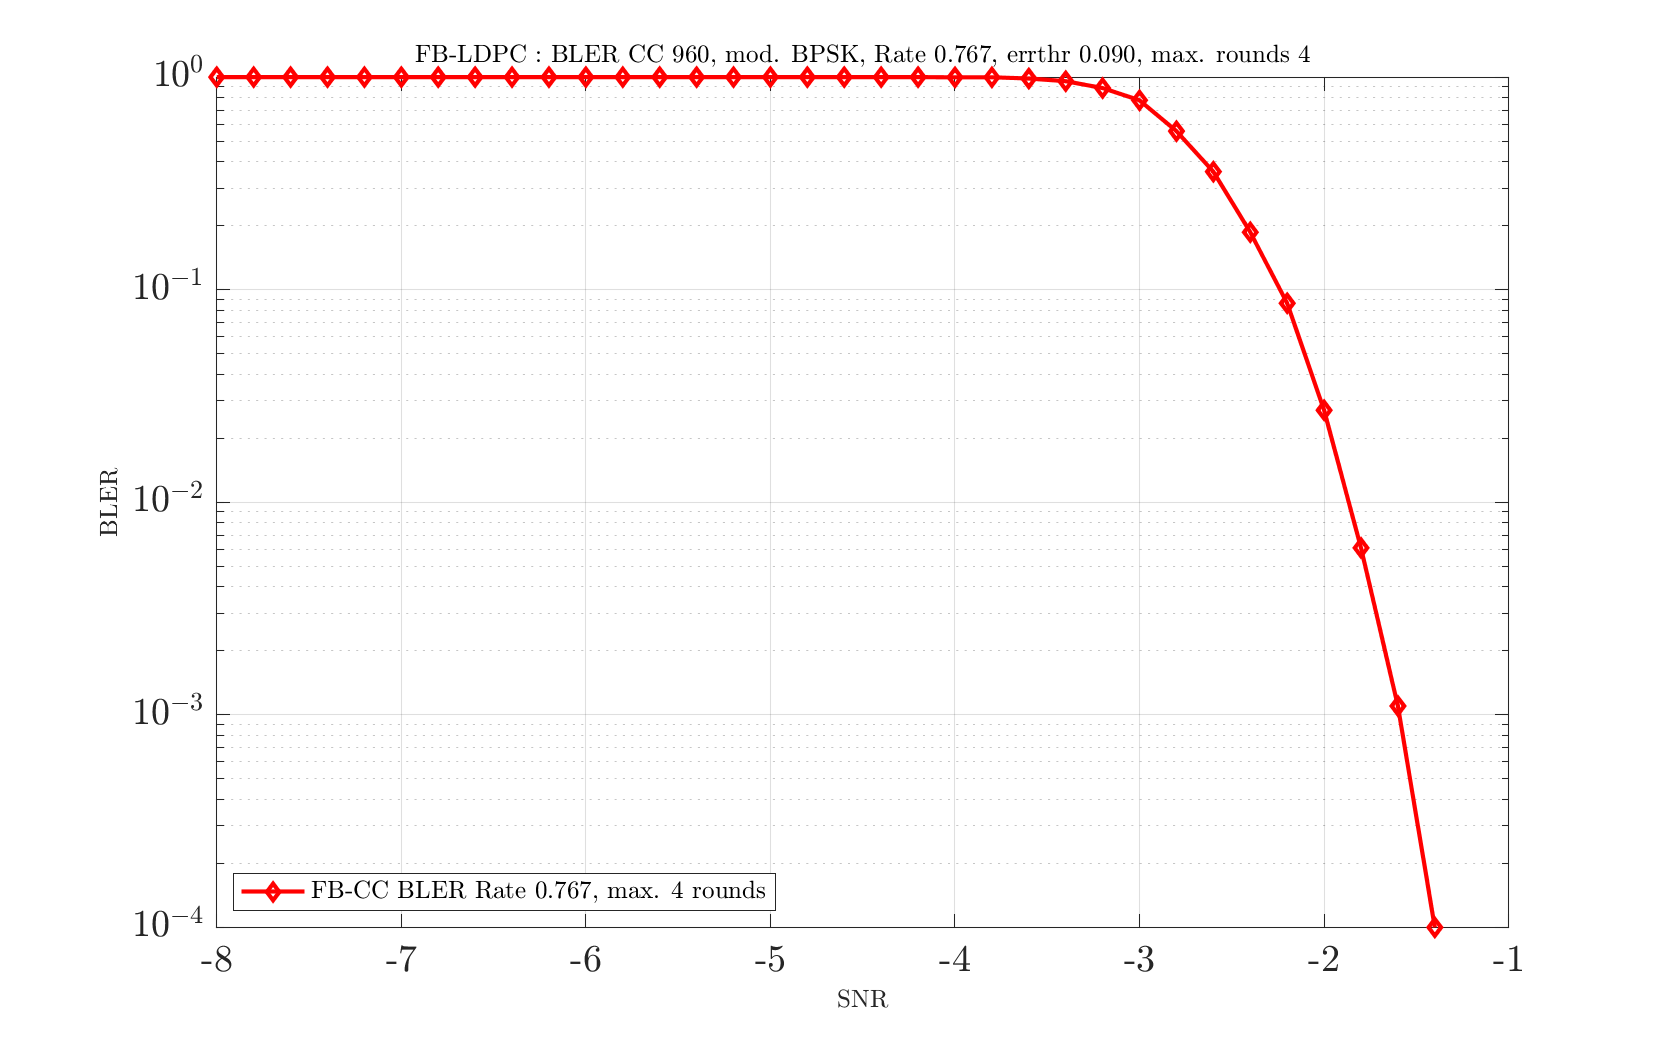 FB-LDPC : BLER CC 960, mod. BPSK, Rate 0.767, errthr 0.090, max. rounds 4
10^0
10^{-1}
10^{-2}
10^{-3}
10^{-4}
BLER
FB-CC BLER Rate 0.767, max. 4 rounds
-8 -7 -6 -5 -4 -3 -2 -1
SNR